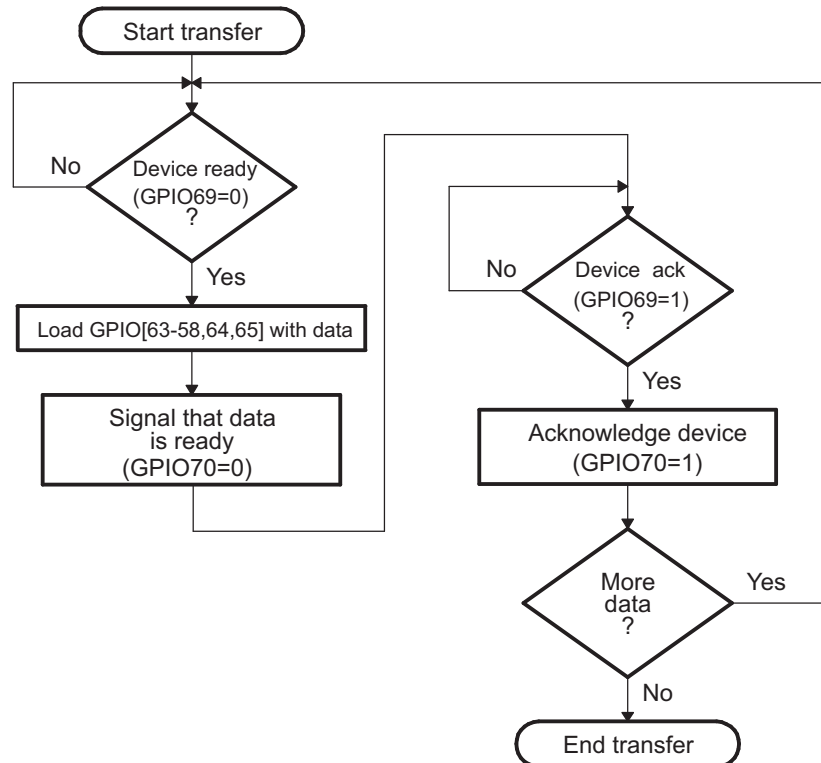 Start transfer
No
Device ready
(GPIO69=0)
?
Yes
Load GPIO[63-58,64,65] with data
Signal that data
is ready
(GPIO70=0)
No
Device ack
(GPIO69=1)
?
Yes
Acknowledge device
(GPIO70=1)
More
data
?
Yes
No
End transfer